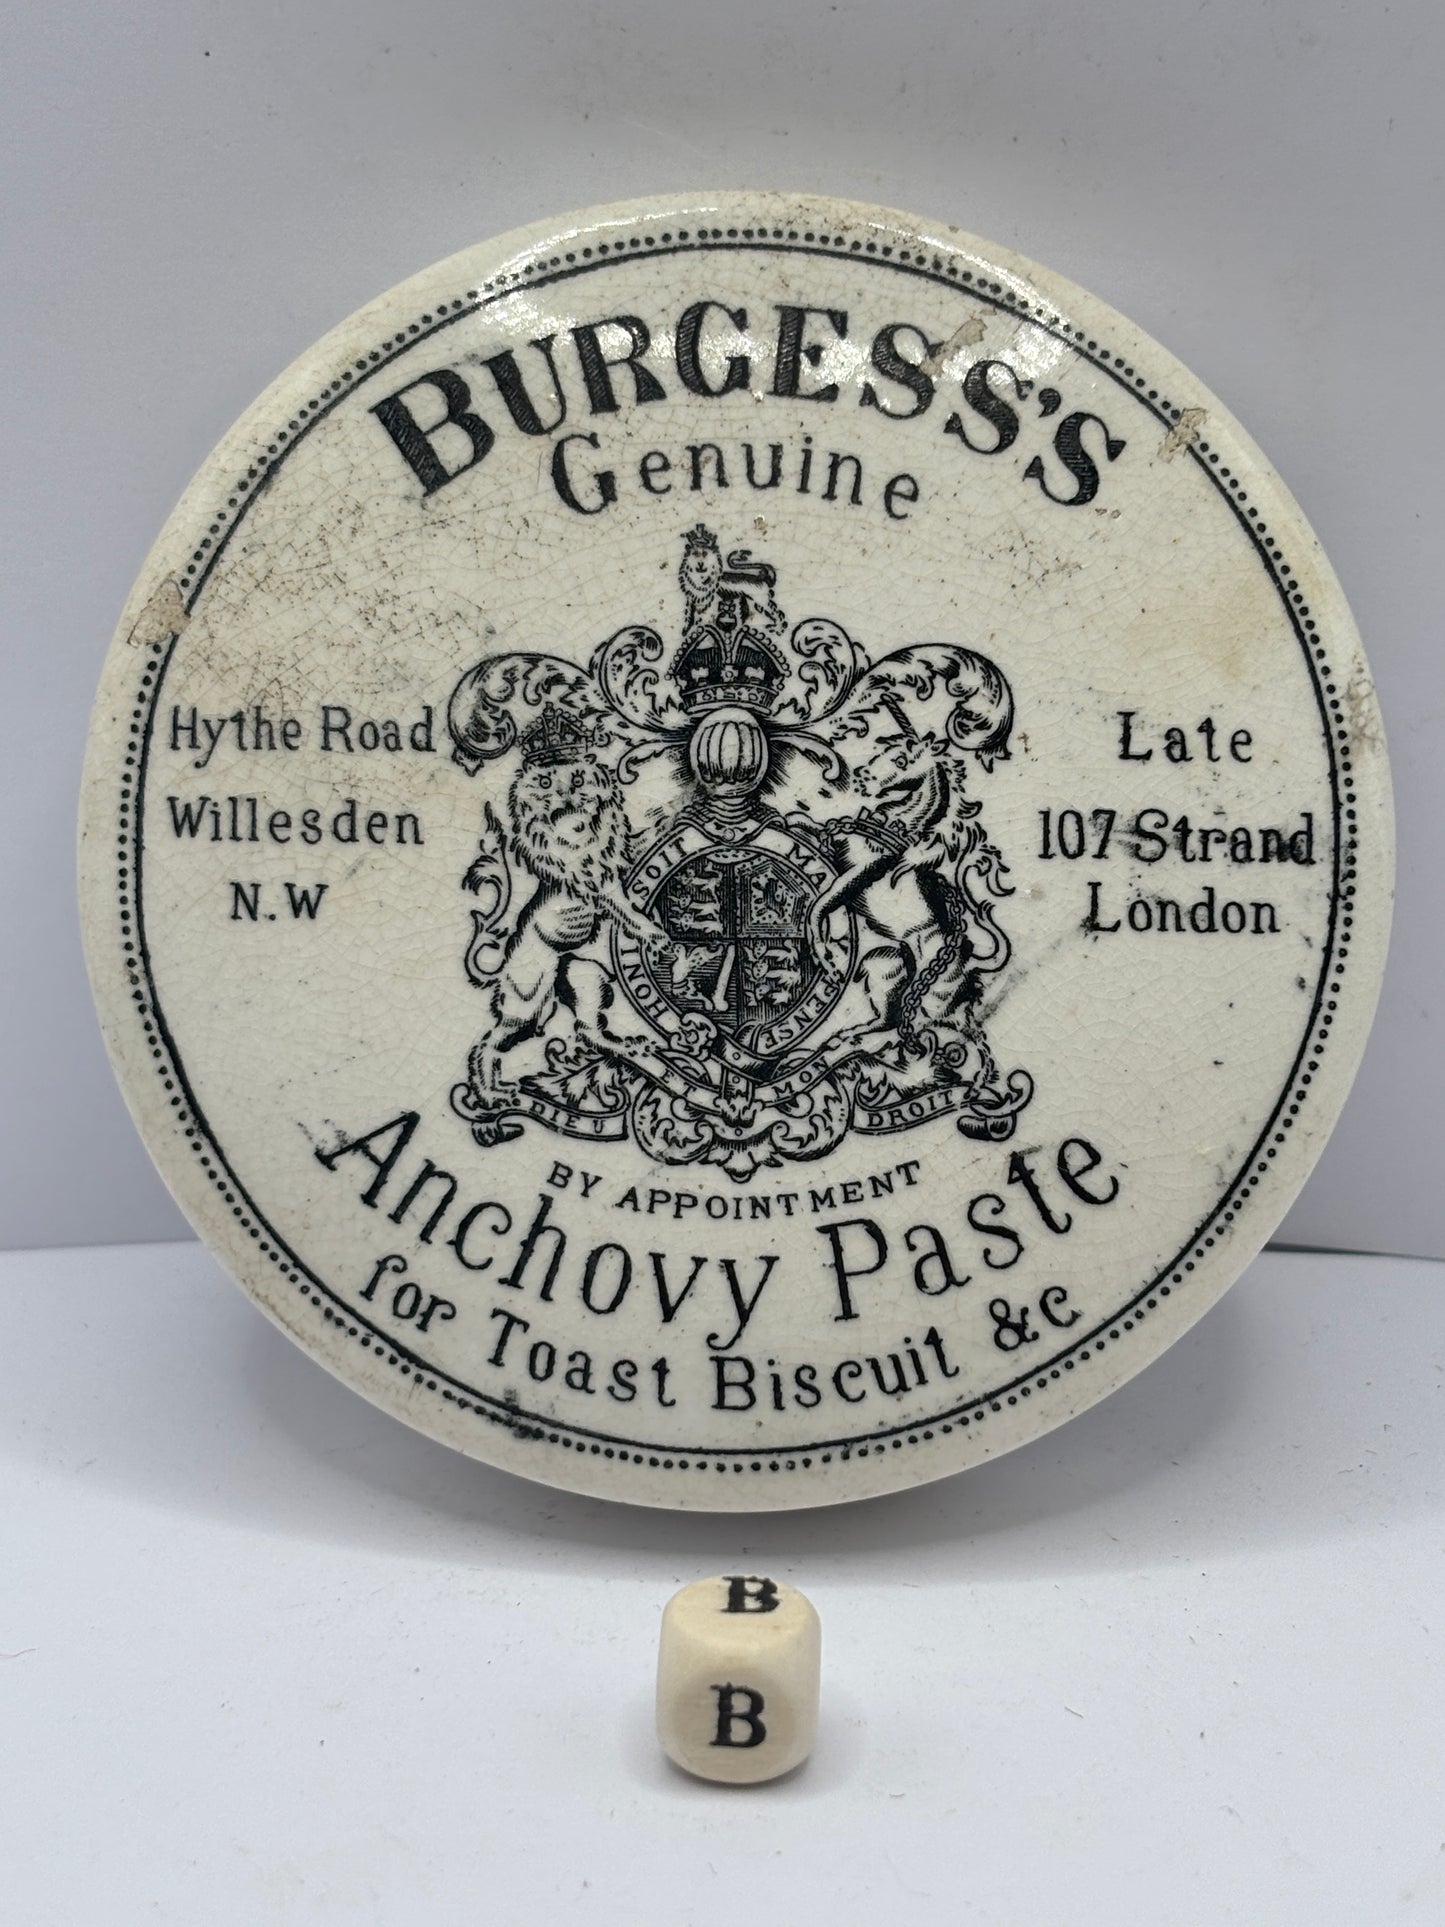 BURGESS'S
Genuine
Hythe Road
Willesden
N.W
Late
107 Strand
London
HONI SOIT
MA Y PENSE
DIEU ET MON DROIT
BY APPOINTMENT
Anchovy Paste
for Toast Biscuit &c
B
B